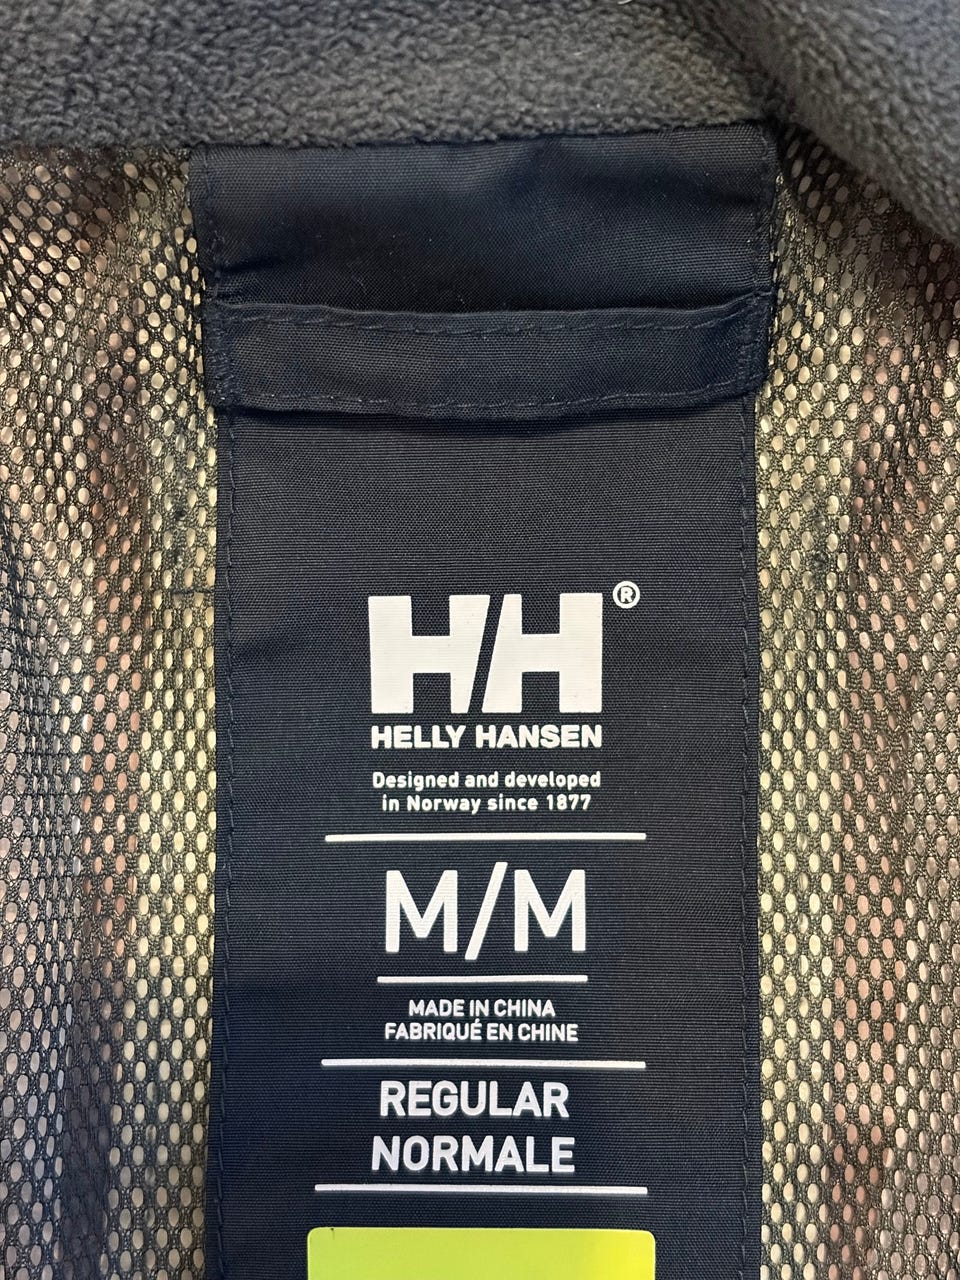 HH®
HELLY HANSEN
Designed and developed
in Norway since 1877
M/M
MADE IN CHINA
FABRIQUÉ EN CHINE
REGULAR
NORMALE